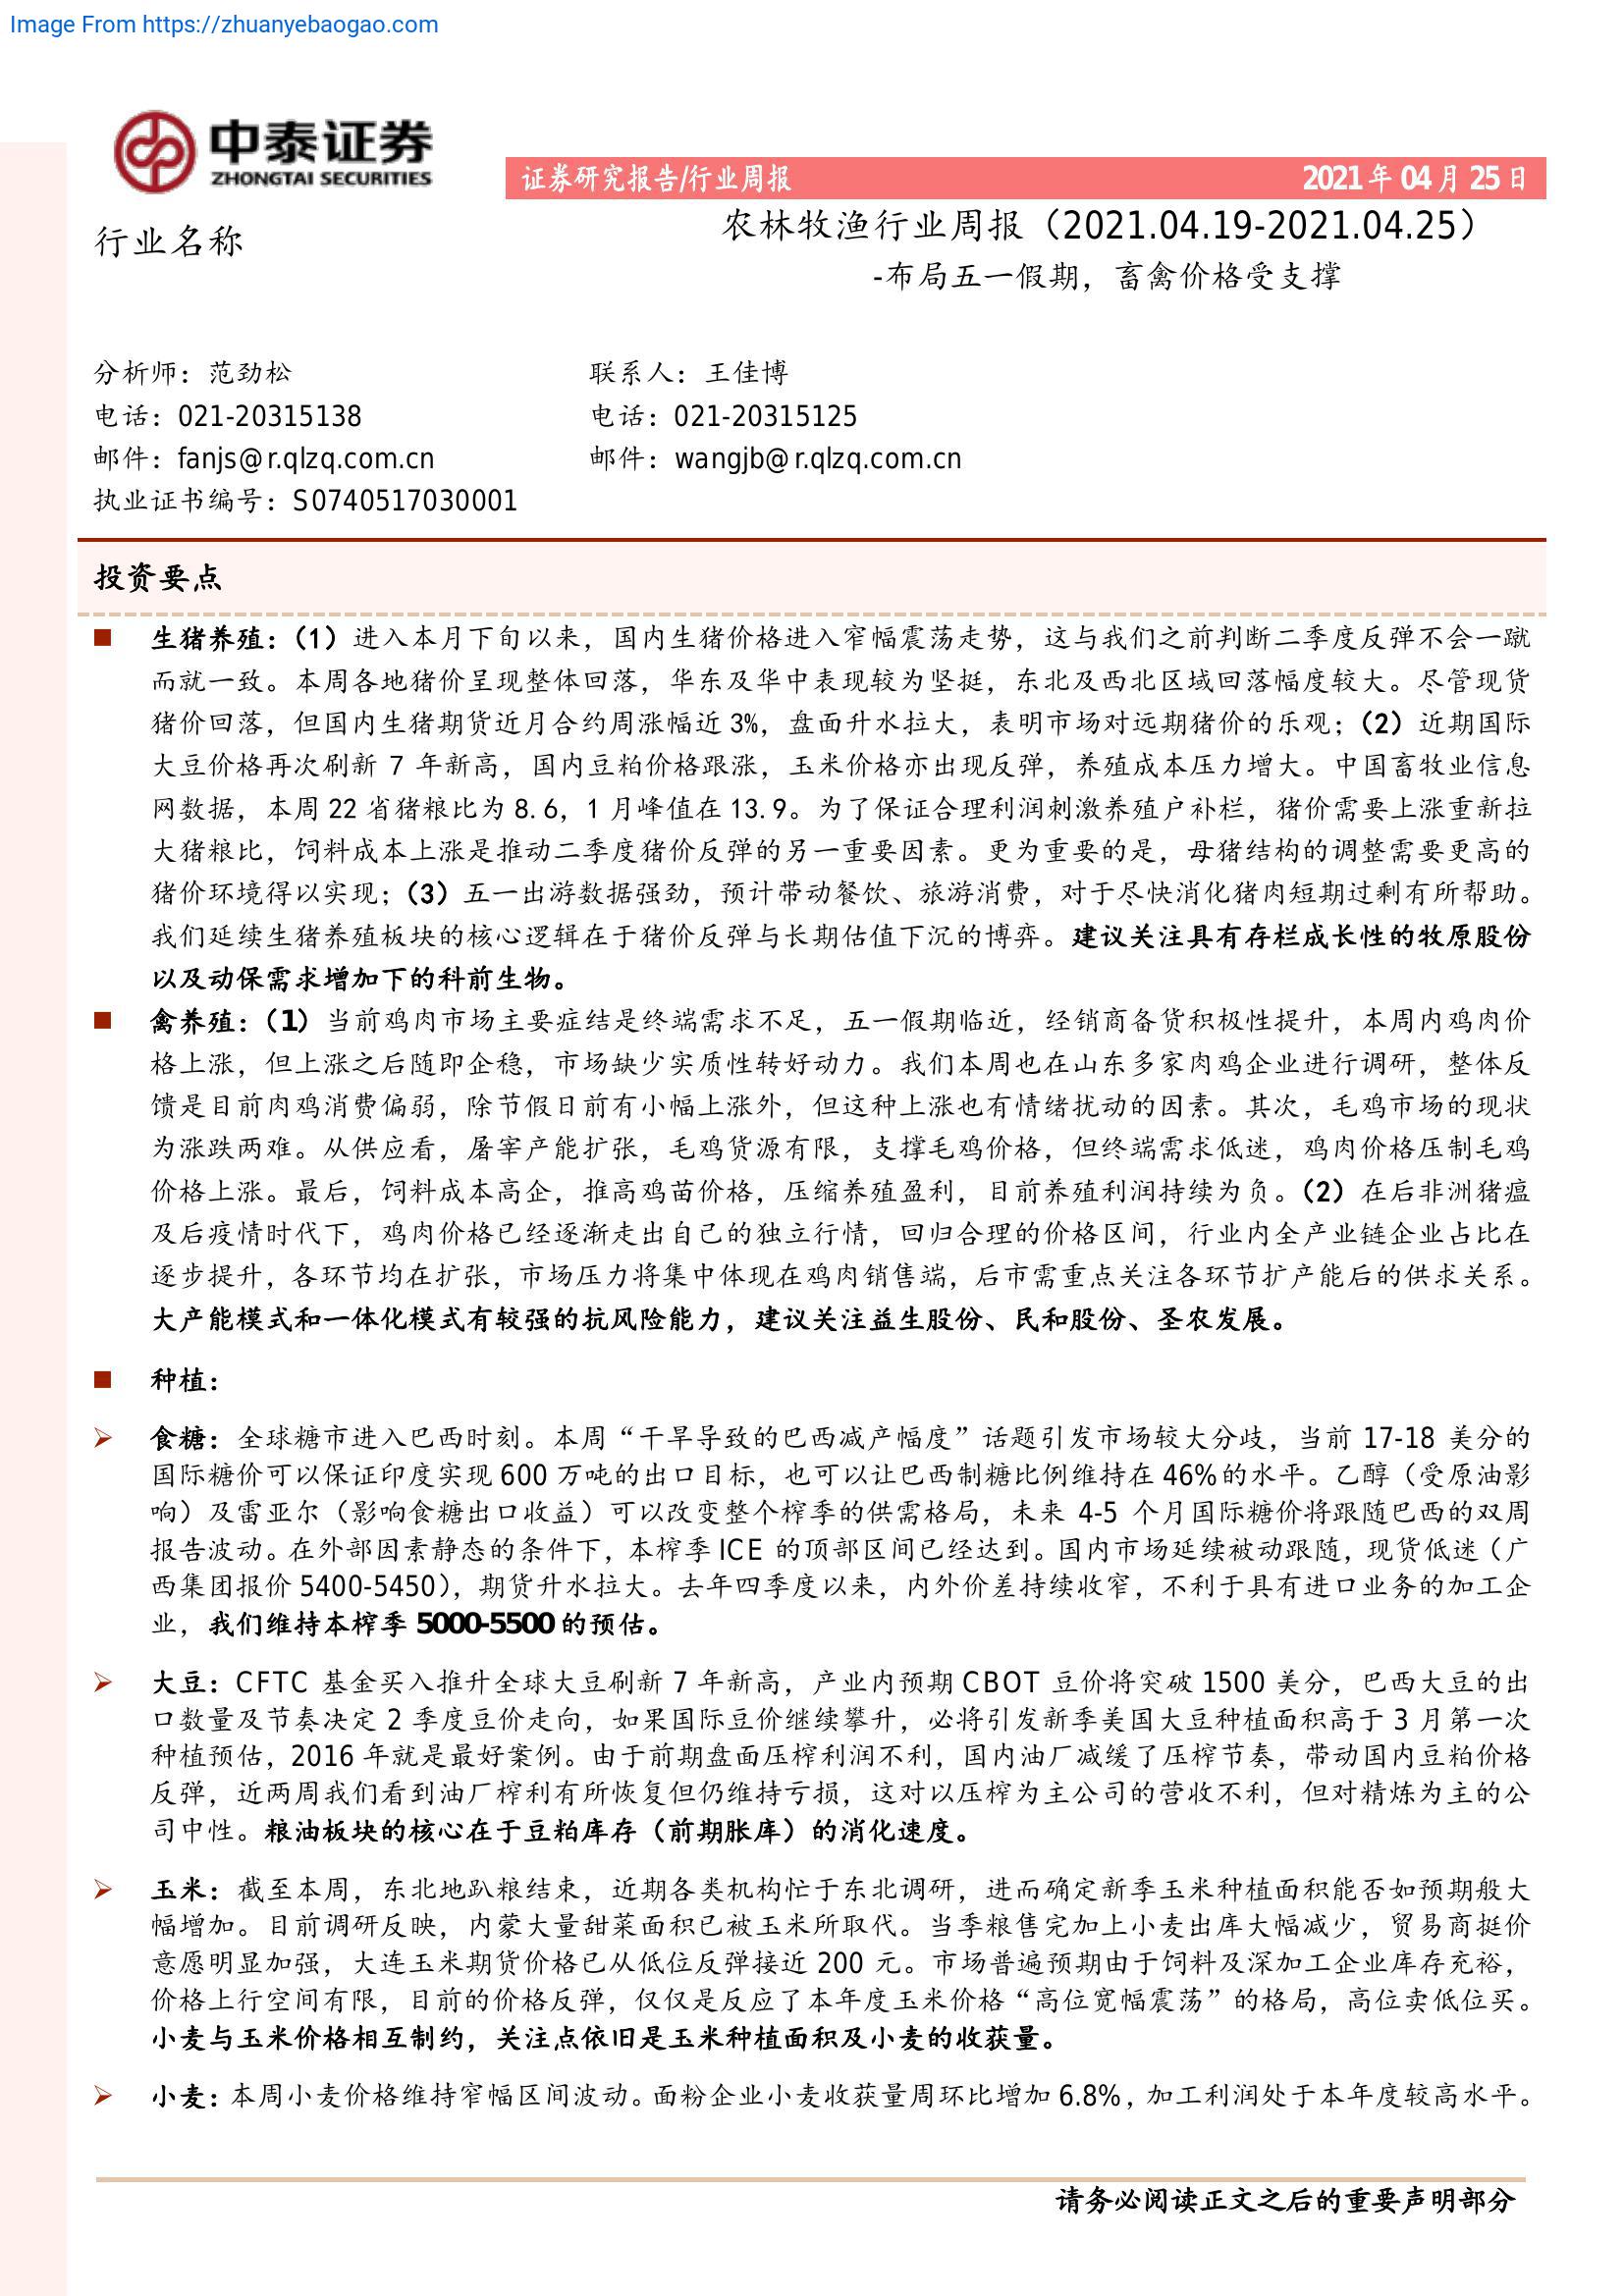 Image From https://zhuanyebaogao.com
中泰证券
ZHONGTAI SECURITIES
证券研究报告/行业周报
2021年 04 月 25 日
行业名称
农林牧渔行业周报（2021.04.19-2021.04.25）
-布局五一假期，畜禽价格受支撑
分析师：范劲松
联系人：王佳博
电话：021-20315138
电话：021-20315125
邮件：fanjs@r.qlzq.com.cn
邮件：wangjb@r.qlzq.com.cn
执业证书编号：S0740517030001
投资要点
■ 生猪养殖：（1）进入本月下旬以来，国内生猪价格进入窄幅震荡走势，这与我们之前判断二季度反弹不会一蹴
而就一致。本周各地猪价呈现整体回落，华东及华中表现较为坚挺，东北及西北区域回落幅度较大。尽管现货
猪价回落，但国内生猪期货近月合约周涨幅近 3%，盘面升水拉大，表明市场对远期猪价的乐观；（2）近期国际
大豆价格再次刷新 7 年新高，国内豆粕价格跟涨，玉米价格亦出现反弹，养殖成本压力增大。中国畜牧业信息
网数据，本周 22 省猪粮比为 8.6，1 月峰值在 13.9。为了保证合理利润刺激养殖户补栏，猪价需要上涨重新拉
大猪粮比，饲料成本上涨是推动二季度猪价反弹的另一重要因素。更为重要的是，母猪结构的调整需要更高的
猪价环境得以实现；（3）五一出游数据强劲，预计带动餐饮、旅游消费，对于尽快消化猪肉短期过剩有所帮助。
我们延续生猪养殖板块的核心逻辑在于猪价反弹与长期估值下沉的博弈。建议关注具有存栏成长性的牧原股份
以及动保需求增加下的科前生物。
■ 禽养殖：（1）当前鸡肉市场主要症结是终端需求不足，五一假期临近，经销商备货积极性提升，本周内鸡肉价
格上涨，但上涨之后随即企稳，市场缺少实质性转好动力。我们本周也在山东多家肉鸡企业进行调研，整体反
馈是目前肉鸡消费偏弱，除节假日前有小幅上涨外，但这种上涨也有情绪扰动的因素。其次，毛鸡市场的现状
为涨跌两难。从供应看，屠宰产能扩张，毛鸡货源有限，支撑毛鸡价格，但终端需求低迷，鸡肉价格压制毛鸡
价格上涨。最后，饲料成本高企，推高鸡苗价格，压缩养殖盈利，目前养殖利润持续为负。（2）在后非洲猪瘟
及后疫情时代下，鸡肉价格已经逐渐走出自己的独立行情，回归合理的价格区间，行业内全产业链企业占比在
逐步提升，各环节均在扩张，市场压力将集中体现在鸡肉销售端，后市需重点关注各环节扩产能后的供求关系。
大产能模式和一体化模式有较强的抗风险能力，建议关注益生股份、民和股份、圣农发展。
■ 种植：
➢ 食糖：全球糖市进入巴西时刻。本周“干旱导致的巴西减产幅度”话题引发市场较大分歧，当前 17-18 美分的
国际糖价可以保证印度实现 600 万吨的出口目标，也可以让巴西制糖比例维持在 46%的水平。乙醇（受原油影
响）及雷亚尔（影响食糖出口收益）可以改变整个榨季的供需格局，未来 4-5 个月国际糖价将跟随巴西的双周
报告波动。在外部因素静态的条件下，本榨季 ICE 的顶部区间已经达到。国内市场延续被动跟随，现货低迷（广
西集团报价 5400-5450），期货升水拉大。去年四季度以来，内外价差持续收窄，不利于具有进口业务的加工企
业，我们维持本榨季 5000-5500 的预估。
➢ 大豆：CFTC 基金买入推升全球大豆刷新 7 年新高，产业内预期 CBOT 豆价将突破 1500 美分，巴西大豆的出
口数量及节奏决定 2 季度豆价走向，如果国际豆价继续攀升，必将引发新季美国大豆种植面积高于 3 月第一次
种植预估，2016 年就是最好案例。由于前期盘面压榨利润不利，国内油厂减缓了压榨节奏，带动国内豆粕价格
反弹，近两周我们看到油厂榨利有所恢复但仍维持亏损，这对以压榨为主公司的营收不利，但对精炼为主的公
司中性。粮油板块的核心在于豆粕库存（前期胀库）的消化速度。
➢ 玉米：截至本周，东北地趴粮结束，近期各类机构忙于东北调研，进而确定新季玉米种植面积能否如预期般大
幅增加。目前调研反映，内蒙大量甜菜面积已被玉米所取代。当季粮售完加上小麦出库大幅减少，贸易商挺价
意愿明显加强，大连玉米期货价格已从低位反弹接近 200 元。市场普遍预期由于饲料及深加工企业库存充裕，
价格上行空间有限，目前的价格反弹，仅仅是反应了本年度玉米价格“高位宽幅震荡”的格局，高位卖低位买。
小麦与玉米价格相互制约，关注点依旧是玉米种植面积及小麦的收获量。
➢ 小麦：本周小麦价格维持窄幅区间波动。面粉企业小麦收获量周环比增加 6.8%，加工利润处于本年度较高水平。
请务必阅读正文之后的重要声明部分